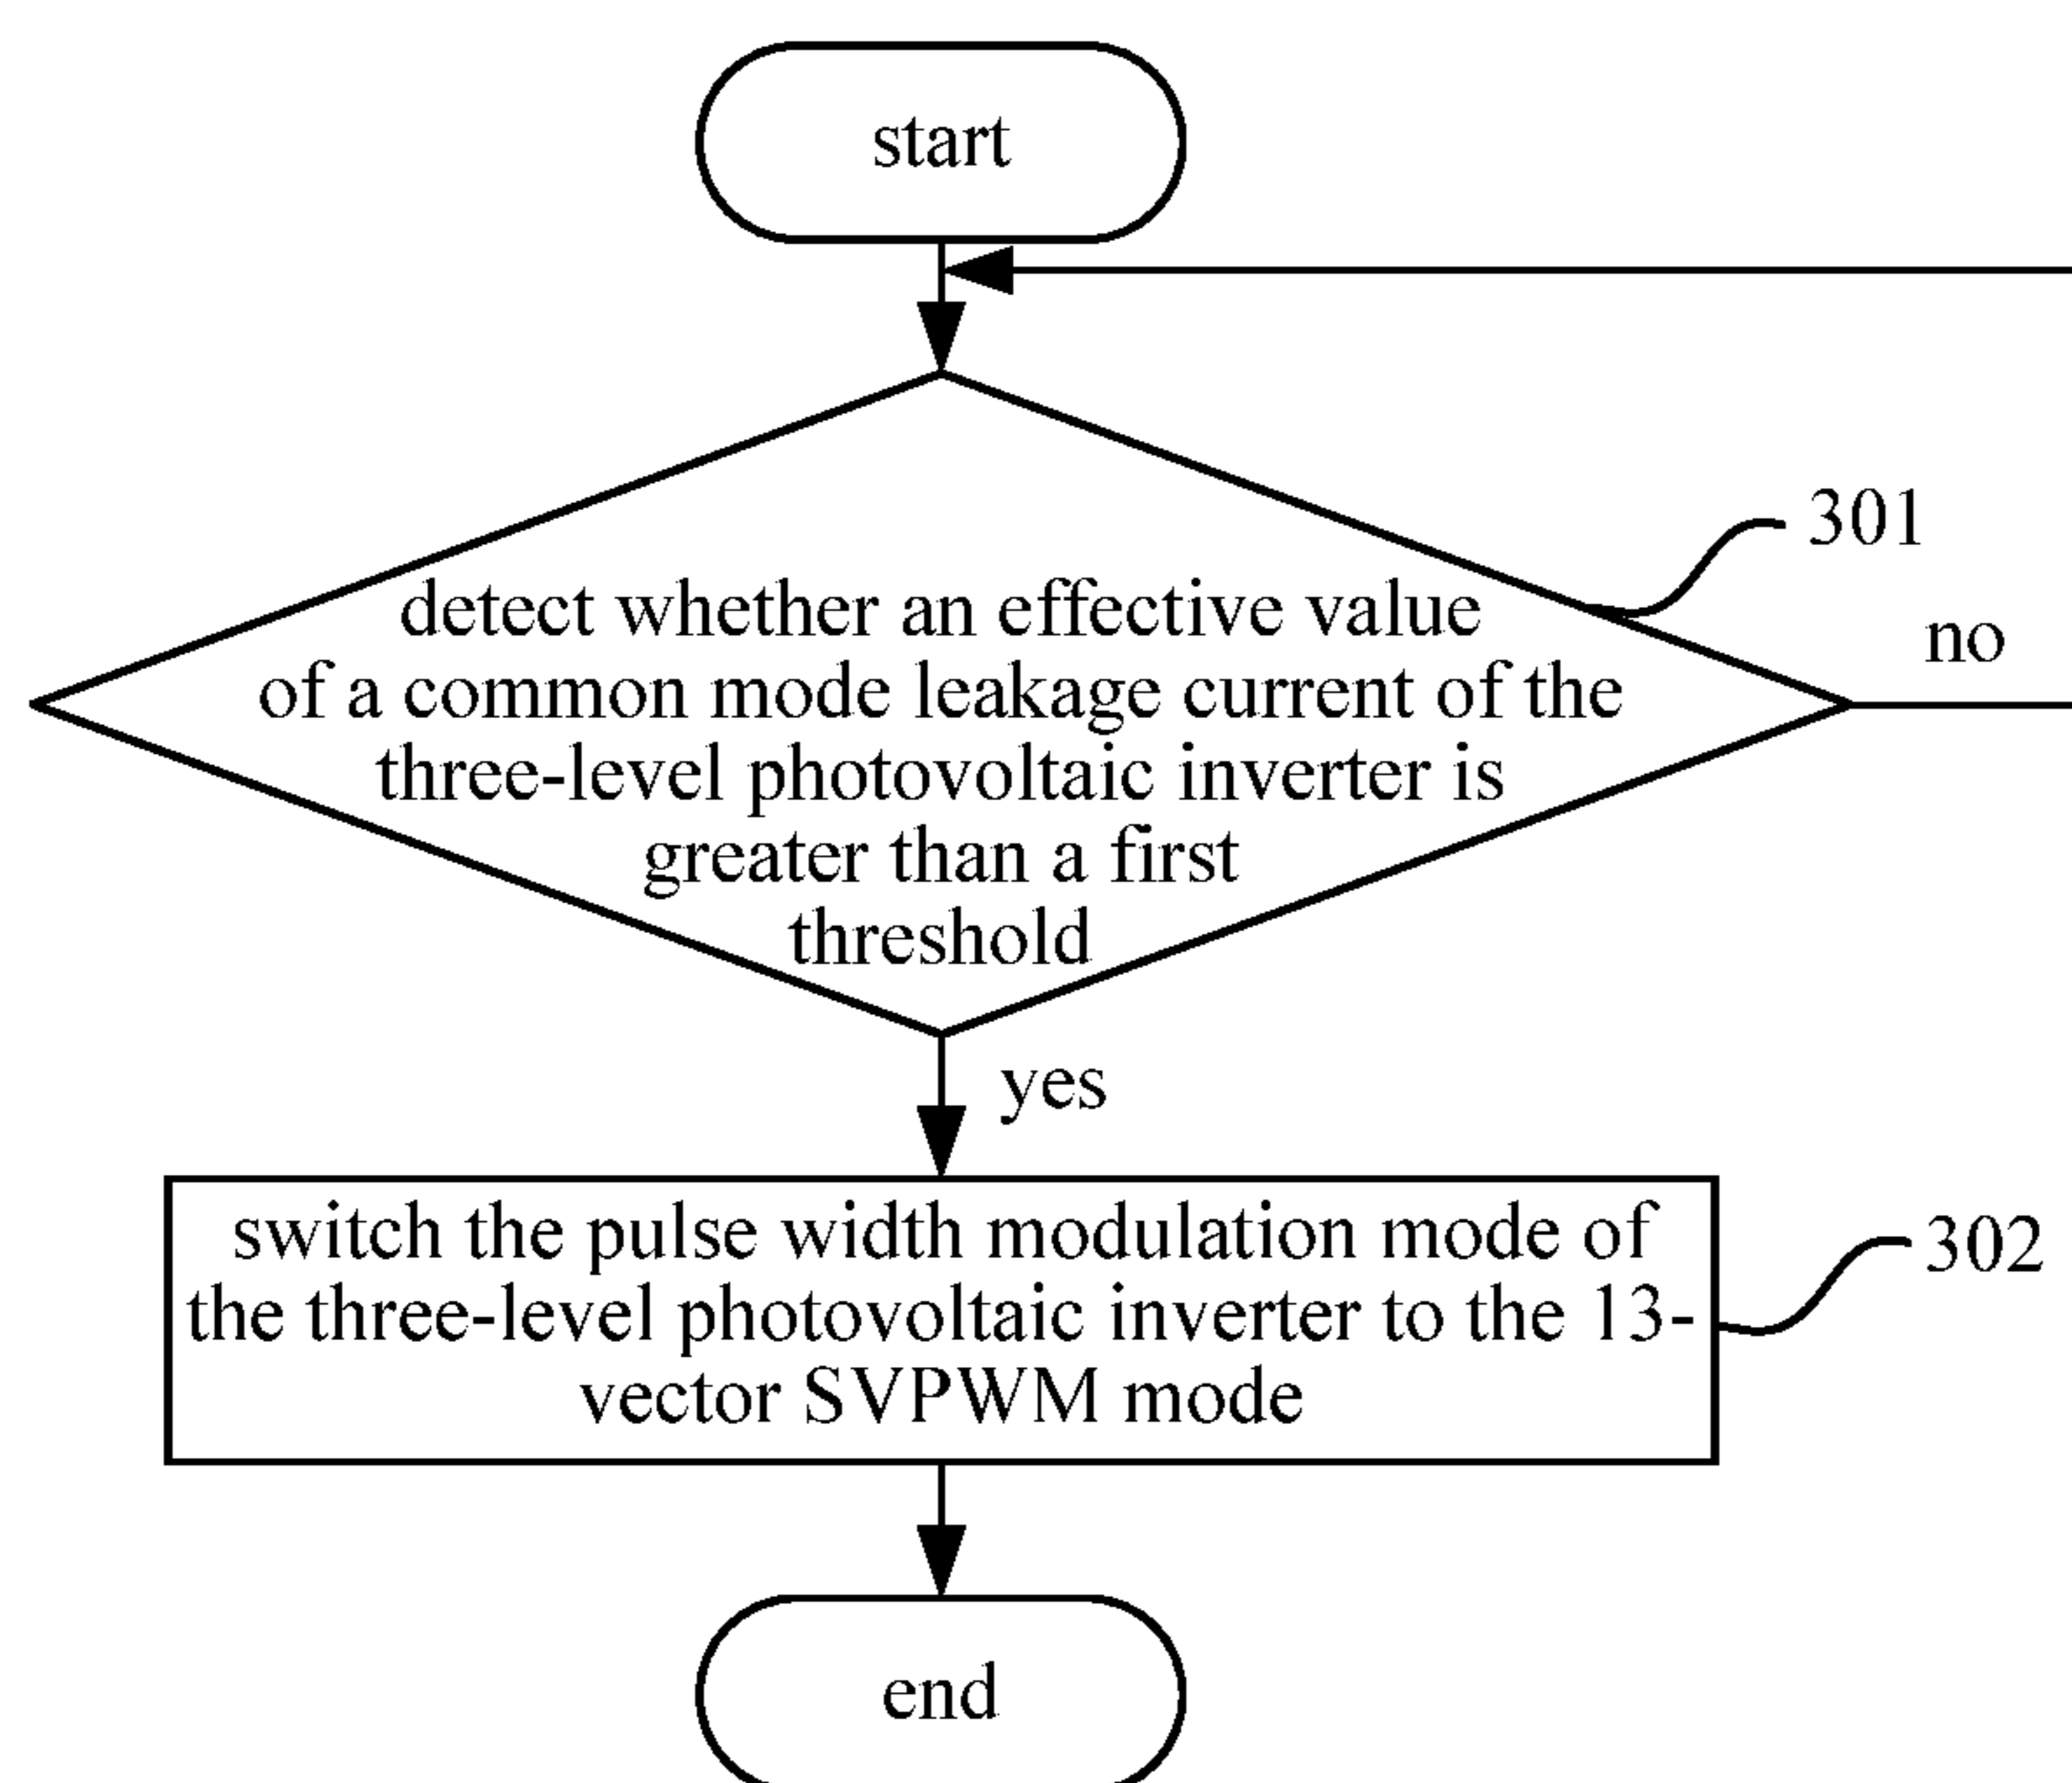 start
301
detect whether an effective value
no
of a common mode leakage current of the
three-level photovoltaic inverter is
greater than a first
threshold
yes
switch the pulse width modulation mode of
302
the three-level photovoltaic inverter to the 13-
vector SVPWM mode
end